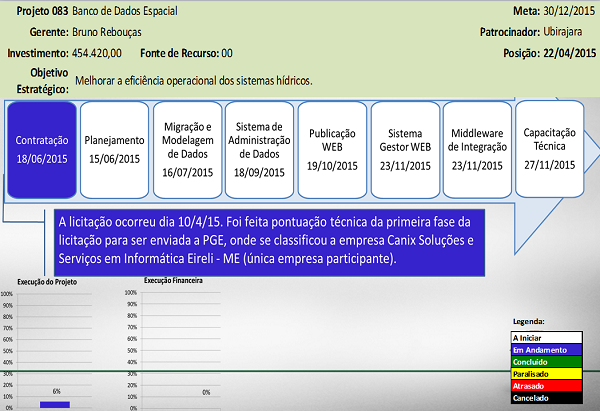 Projeto 083 Banco de Dados Espacial Meta: 30/12/2015
Gerente: Bruno Rebouças Patrocinador: Ubirajara
Investimento: 454.420,00 Fonte de Recurso: 00 Posição: 22/04/2015
Objetivo
Estratégico: Melhorar a eficiência operacional dos sistemas hídricos.
Contratação
18/06/2015
Planejamento
15/06/2015
Migração e
Modelagem
de Dados
16/07/2015
Sistema de
Administração
de Dados
18/09/2015
Publicação
WEB
19/10/2015
Sistema
Gestor WEB
23/11/2015
Middleware
de Integração
23/11/2015
Capacitação
Técnica
27/11/2015
A licitação ocorreu dia 10/4/15. Foi feita pontuação técnica da primeira fase da
licitação para ser enviada a PGE, onde se classificou a empresa Canix Soluções e
Serviços em Informática Eireli - ME (única empresa participante).
Execução do Projeto
100%
90%
80%
70%
60%
50%
40%
30%
20%
10%
0%
6%
Execução Financeira
100%
90%
80%
70%
60%
50%
40%
30%
20%
10%
0%
0%
Legenda:
A Iniciar
Em Andamento
Concluído
Paralisado
Atrasado
Cancelado